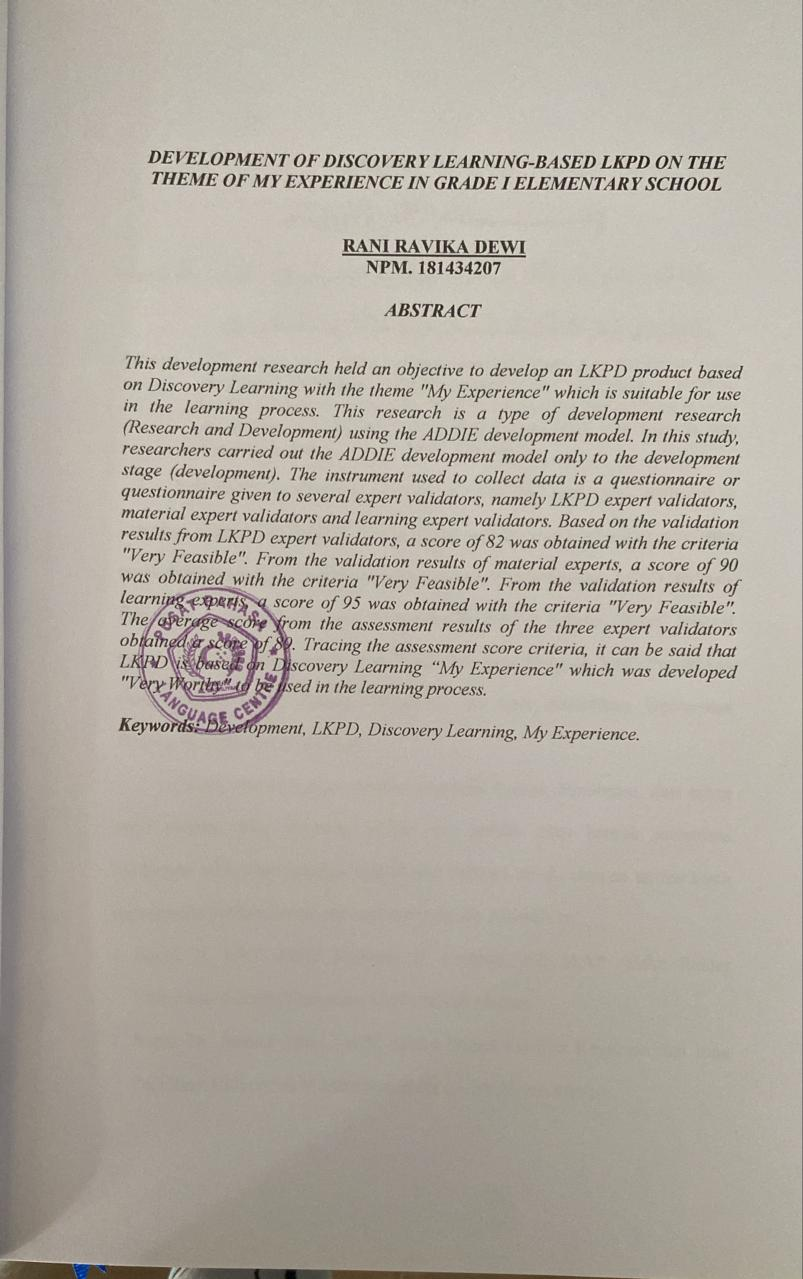 DEVELOPMENT OF DISCOVERY LEARNING-BASED LKPD ON THE
THEME OF MY EXPERIENCE IN GRADE I ELEMENTARY SCHOOL
RANI RAVIKA DEWI
NPM. 181434207
ABSTRACT
This development research held an objective to develop an LKPD product based
on Discovery Learning with the theme "My Experience" which is suitable for use
in the learning process. This research is a type of development research
(Research and Development) using the ADDIE development model. In this study,
researchers carried out the ADDIE development model only to the development
stage (development). The instrument used to collect data is a questionnaire or
questionnaire given to several expert validators, namely LKPD expert validators,
material expert validators and learning expert validators. Based on the validation
results from LKPD expert validators, a score of 82 was obtained with the criteria
"Very Feasible". From the validation results of material experts, a score of 90
was obtained with the criteria "Very Feasible". From the validation results of
learning experts, a score of 95 was obtained with the criteria "Very Feasible".
The average score from the assessment results of the three expert validators
obtained a score of 89. Tracing the assessment score criteria, it can be said that
LKPD is based on Discovery Learning “My Experience" which was developed
"Very Worthy" to be used in the learning process.
Keywords: Development, LKPD, Discovery Learning, My Experience.
PUSAT BAHASA
LANGUAGE CENTRE